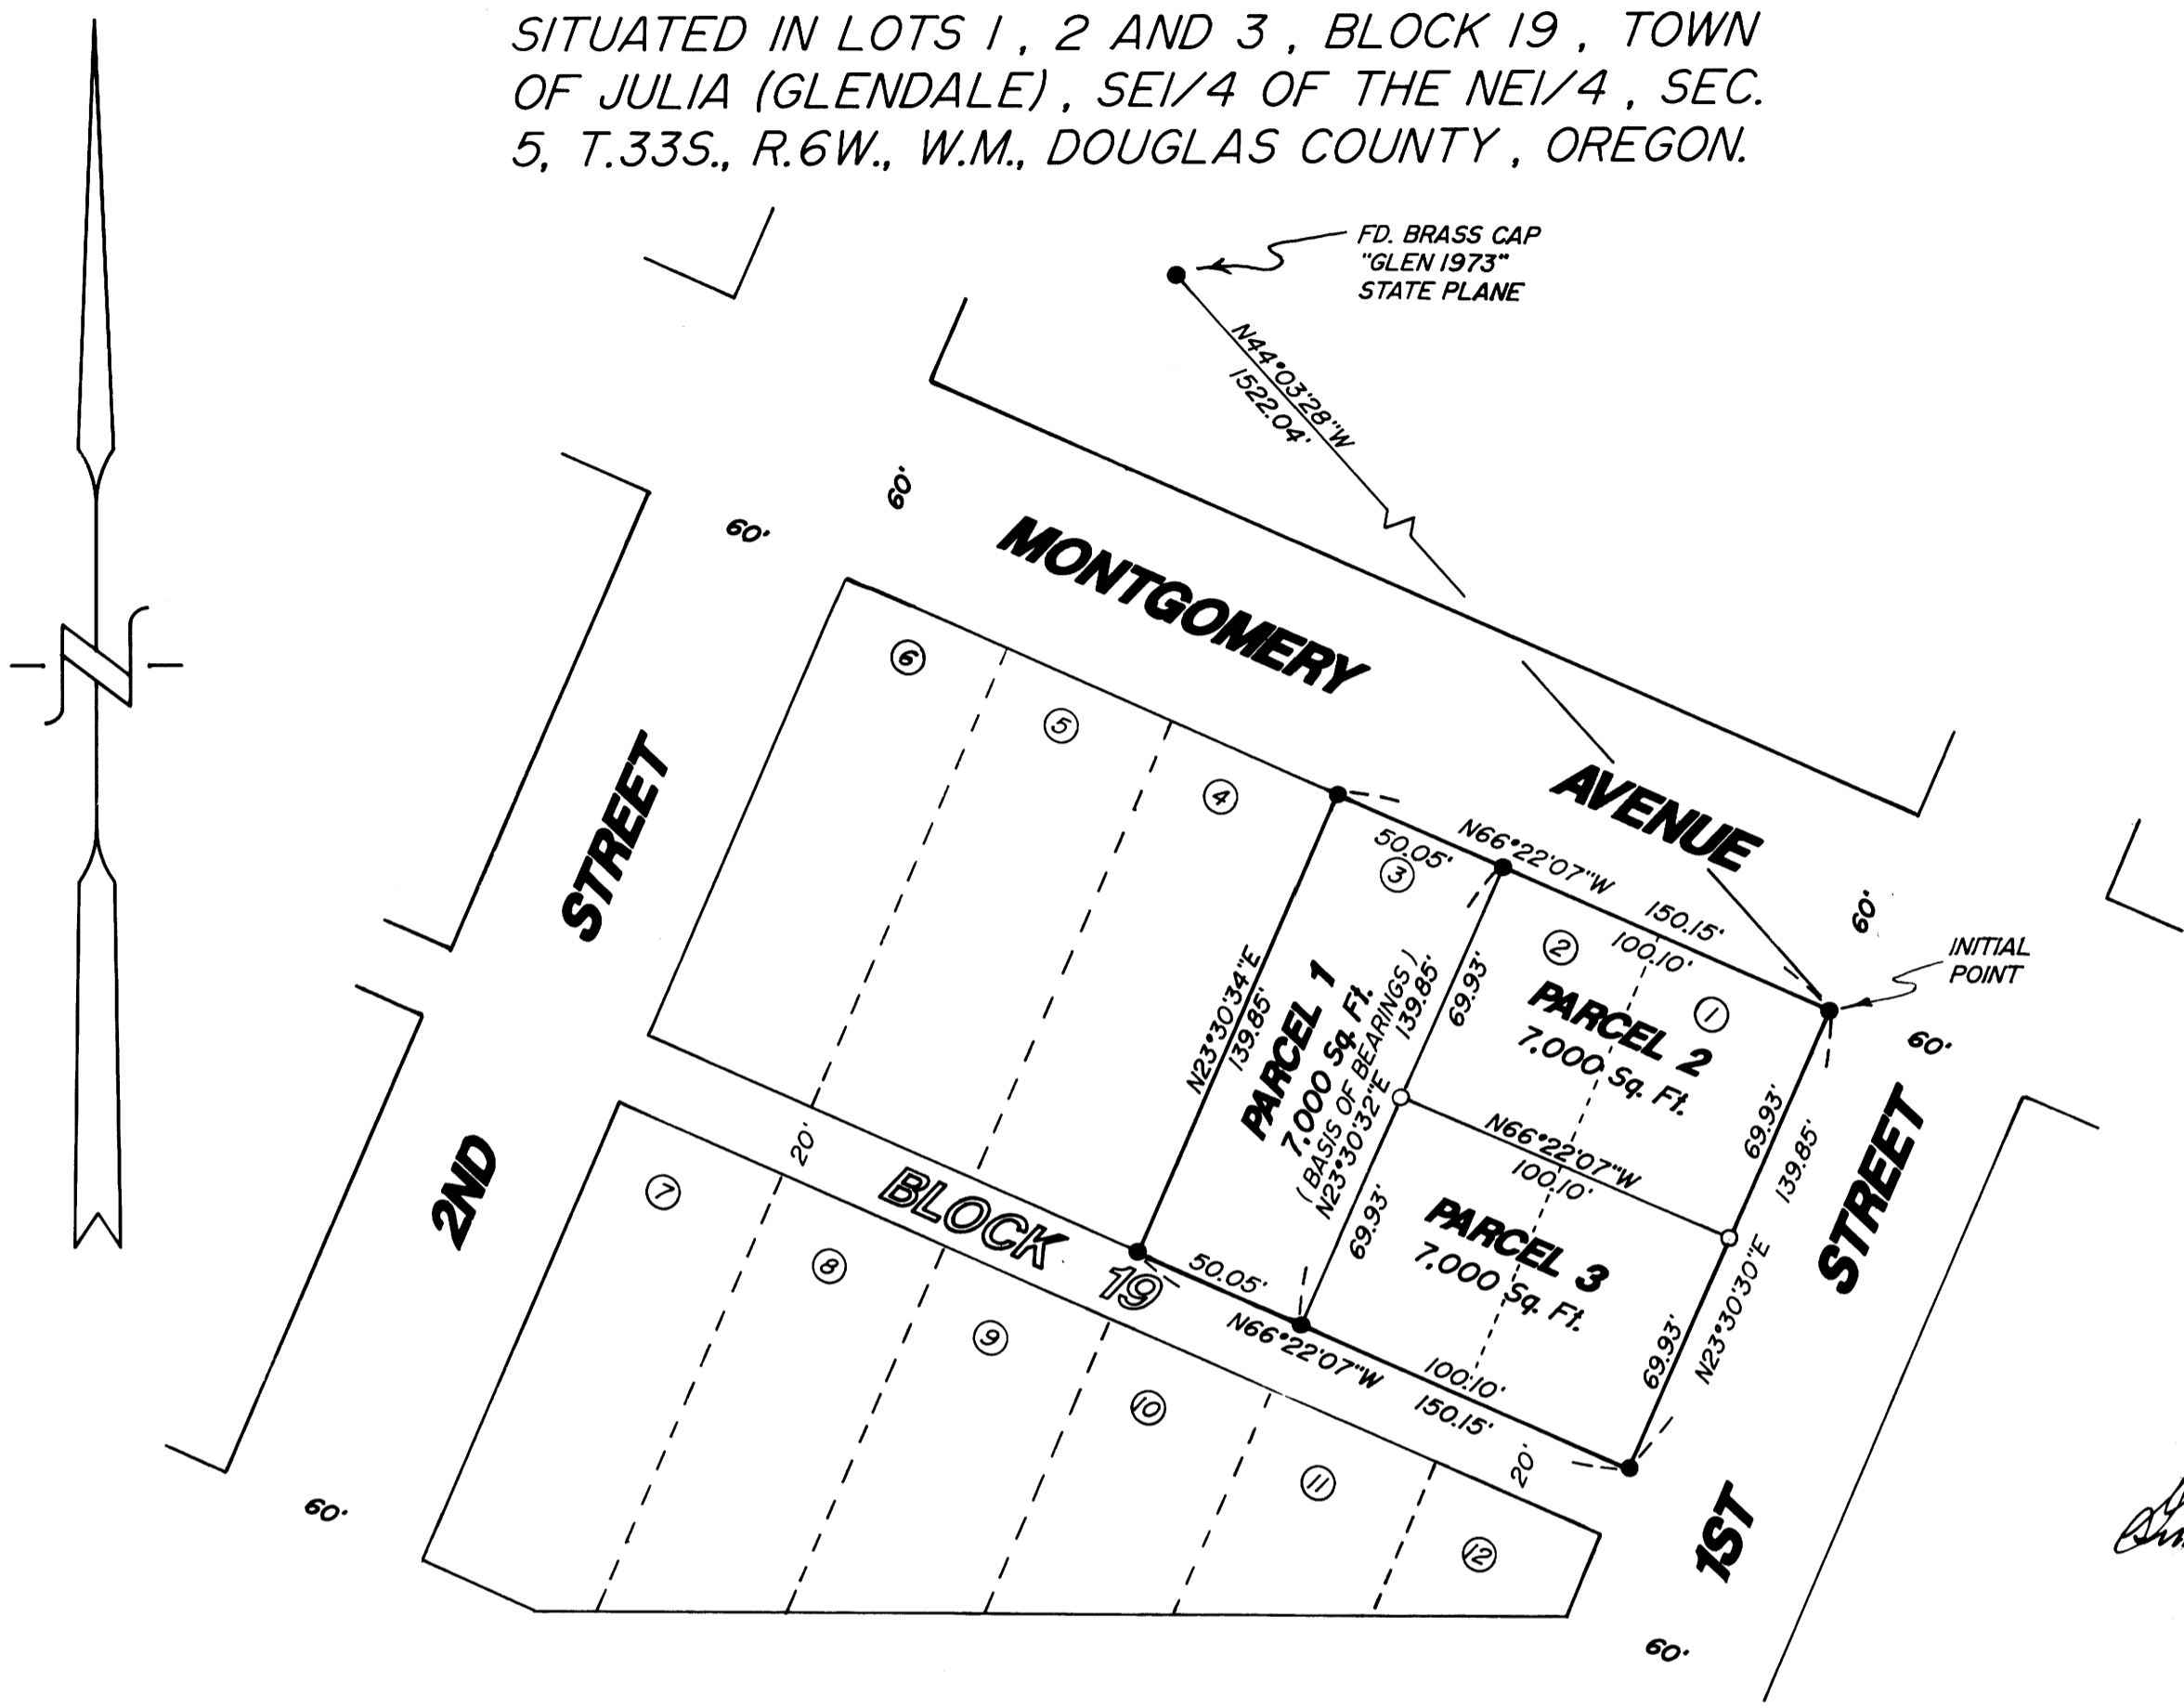 SITUATED IN LOTS 1, 2 AND 3, BLOCK 19, TOWN
OF JULIA (GLENDALE), SE1/4 OF THE NE1/4, SEC.
5, T.33S., R.6W., W.M., DOUGLAS COUNTY, OREGON.
FD. BRASS CAP
"GLEN 1973"
STATE PLANE
N44°03'28"W
1522.04'
60'
60'
MONTGOMERY
AVENUE
N
6
5
4
STREET
2ND
50.05'
3
N66°22'07"W
150.15'
100.10'
60'
INITIAL
POINT
60'
2
1
PARCEL 2
7,000 Sq. Ft.
N23°30'34"E
139.85'
PARCEL 1
7,000 Sq. Ft.
(BASIS OF BEARINGS)
N23°30'32"E
139.85'
69.93'
69.93'
69.93'
139.85'
N66°22'07"W
100.10'
PARCEL 3
7,000 Sq. Ft.
69.93'
N23°30'30"E
STREET
1ST
20'
BLOCK
19
50.05'
N66°22'07"W
100.10'
150.15'
20'
7
8
9
10
11
12
60'
60'